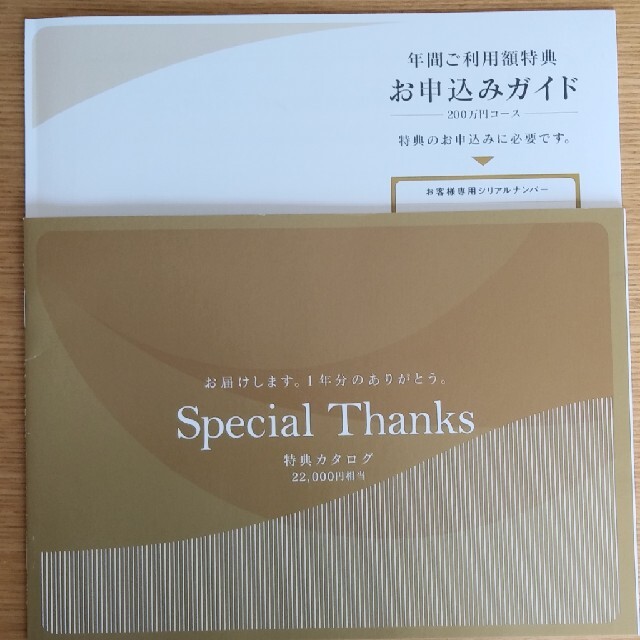 年間ご利用額特典
お申込みガイド
200万円コース
特典のお申込みに必要です。
お客様専用シリアルナンバー
お届けします。1年分のありがとう。
Special Thanks
特典カタログ
22,000円相当